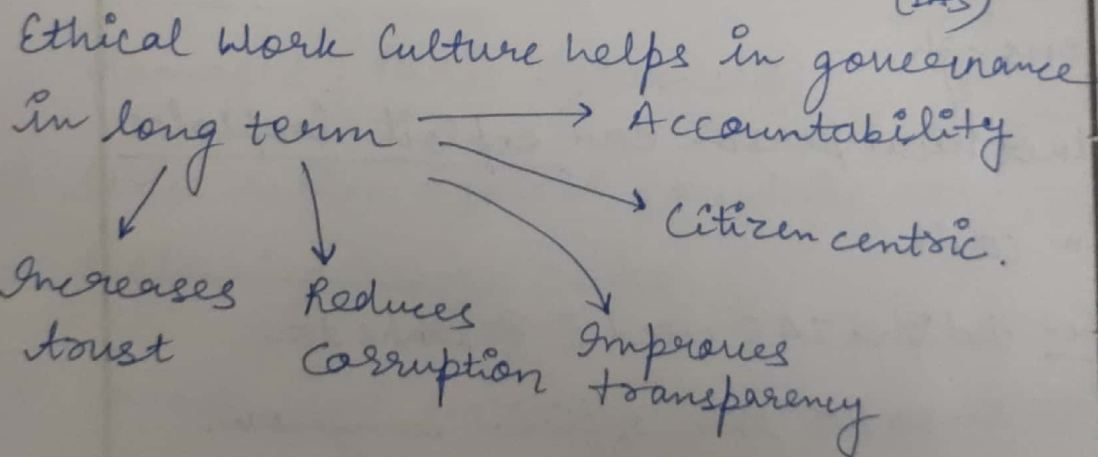 Ethical Work Culture helps in governance
in long term → Accountability
Citizen centric.
Increases
trust
Reduces
Corruption
Improves
transparency